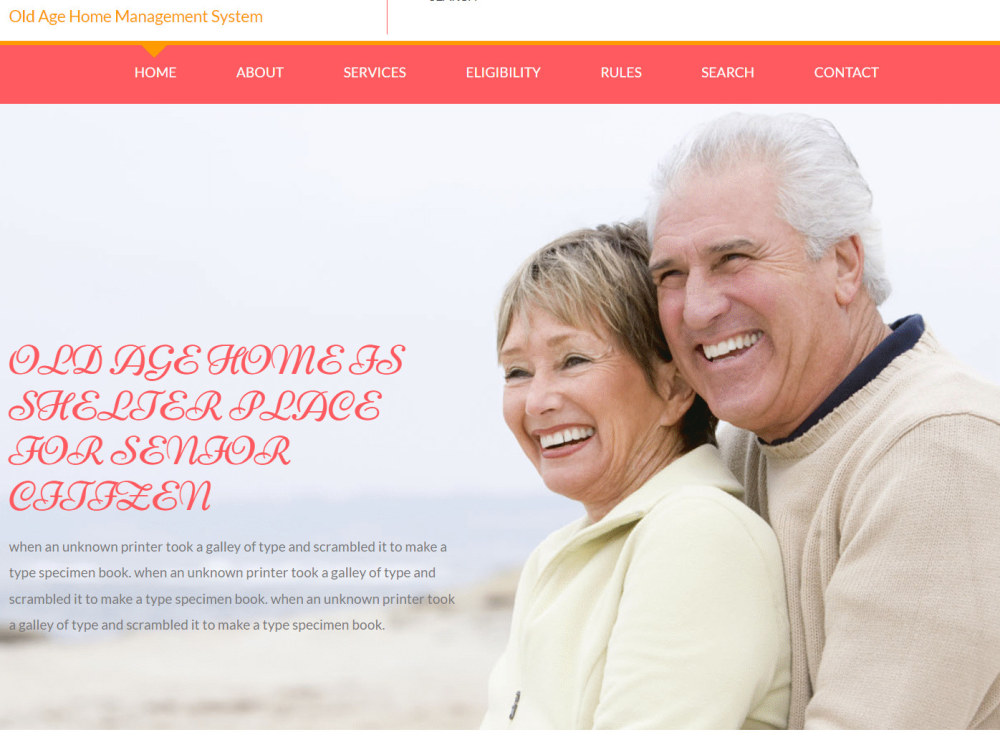 Old Age Home Management System
HOME ABOUT SERVICES ELIGIBILITY RULES SEARCH CONTACT
OLD AGE HOME IS
SHELTER PLACE
FOR SENIOR
CITIZEN
when an unknown printer took a galley of type and scrambled it to make a
type specimen book. when an unknown printer took a galley of type and
scrambled it to make a type specimen book. when an unknown printer took
a galley of type and scrambled it to make a type specimen book.